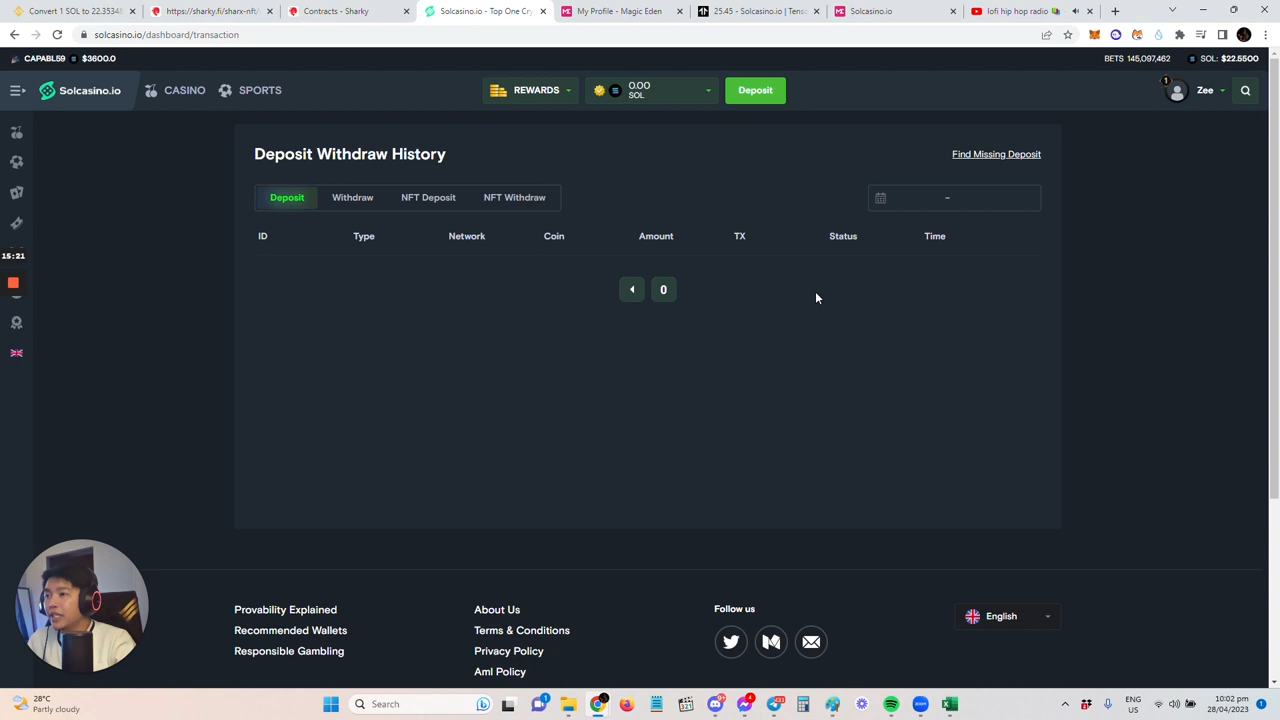 Convert 1 SOL to 22.3534
https://sharky.fi/sharx-nft/
Contracts - Sharky
Solcasino.io - Top One Cry
My Profile - Magic Eden
25.45 - Solcasino.io | Tens
Solcasino.io
lofi hip hop radio
solcasino.io/dashboard/transaction
CAPABL59 $3600.0
BETS 145,097,462
SOL: $22.5500
Solcasino.io
CASINO
SPORTS
REWARDS
0.00
SOL
Deposit
1
Zee
Deposit Withdraw History
Find Missing Deposit
Deposit
Withdraw
NFT Deposit
NFT Withdraw
–
ID
Type
Network
Coin
Amount
TX
Status
Time
15:21
0
Provability Explained
Recommended Wallets
Responsible Gambling
About Us
Terms & Conditions
Privacy Policy
Aml Policy
Follow us
English
28°C
Partly cloudy
Search
ENG
US
10:02 pm
28/04/2023